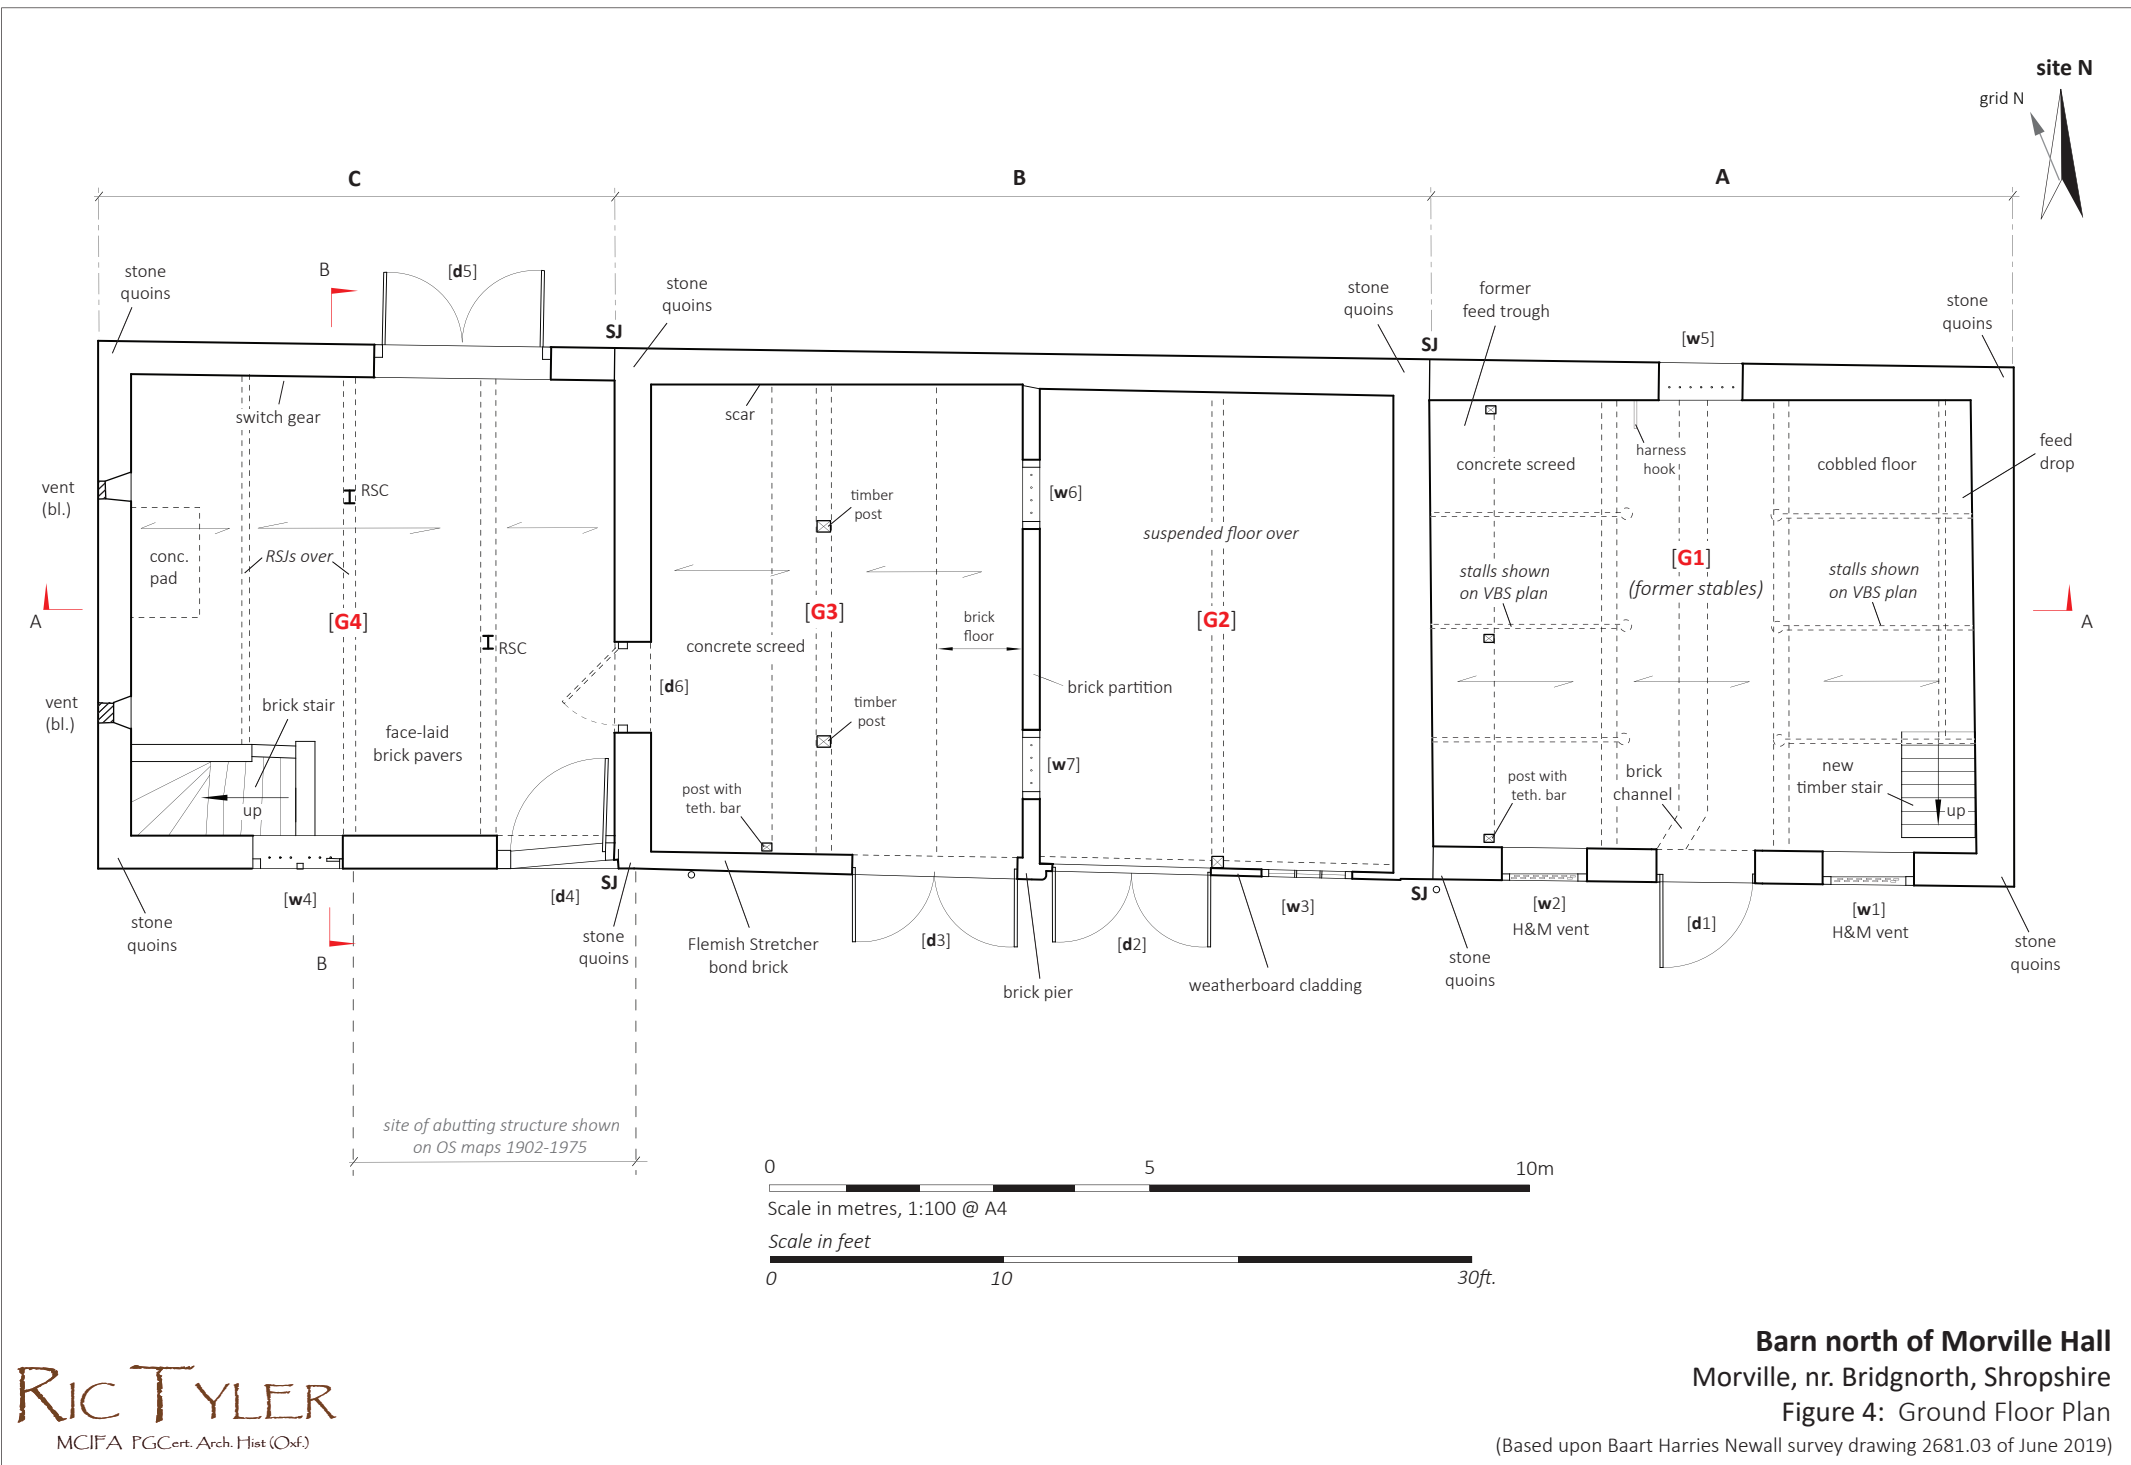 site N
grid N
C
B
A
stone
quoins
B
[d5]
stone
quoins
stone
quoins
former
feed trough
stone
quoins
SJ
SJ
[w5]
switch gear
scar
harness
hook
feed
drop
concrete screed
cobbled floor
vent
(bl.)
RSC
timber
post
[w6]
suspended floor over
conc.
pad
RSJs over
[G4]
[G3]
brick
floor
[G2]
stalls shown
on VBS plan
[G1]
(former stables)
stalls shown
on VBS plan
A
A
RSC
concrete screed
[d6]
brick partition
vent
(bl.)
brick stair
face-laid
brick pavers
timber
post
[w7]
up
post with
teth. bar
post with
teth. bar
brick
channel
new
timber stair
up
SJ
SJ
[w4]
[d4]
[w3]
[w2]
H&M vent
[d1]
[w1]
H&M vent
stone
quoins
B
stone
quoins
Flemish Stretcher
bond brick
[d3]
[d2]
brick pier
weatherboard cladding
stone
quoins
stone
quoins
site of abutting structure shown
on OS maps 1902-1975
0 5 10m
Scale in metres, 1:100 @ A4
Scale in feet
0 10 30ft.
Barn north of Morville Hall
Morville, nr. Bridgnorth, Shropshire
Figure 4: Ground Floor Plan
(Based upon Baart Harries Newall survey drawing 2681.03 of June 2019)
RIC TYLER
MCIFA PGCert. Arch. Hist (Oxf.)